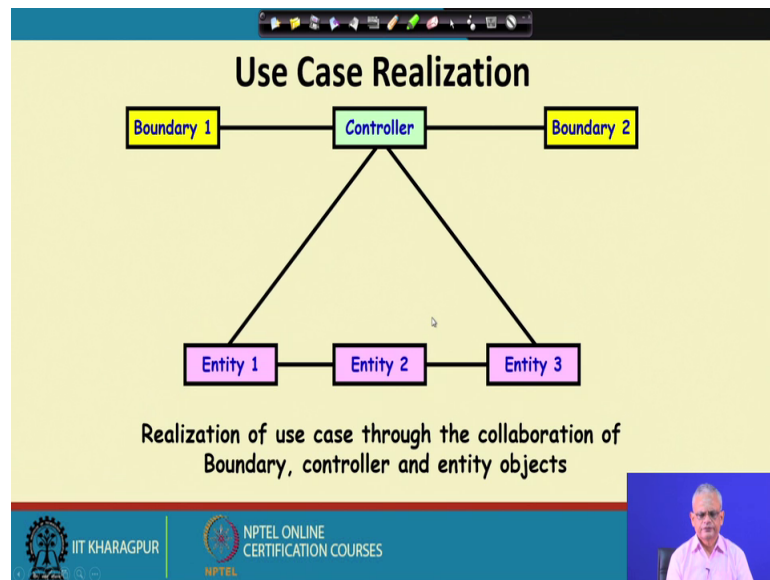 Use Case Realization
Boundary 1
Controller
Boundary 2
Entity 1
Entity 2
Entity 3
Realization of use case through the collaboration of
Boundary, controller and entity objects
IIT KHARAGPUR
NPTEL
NPTEL ONLINE
CERTIFICATION COURSES